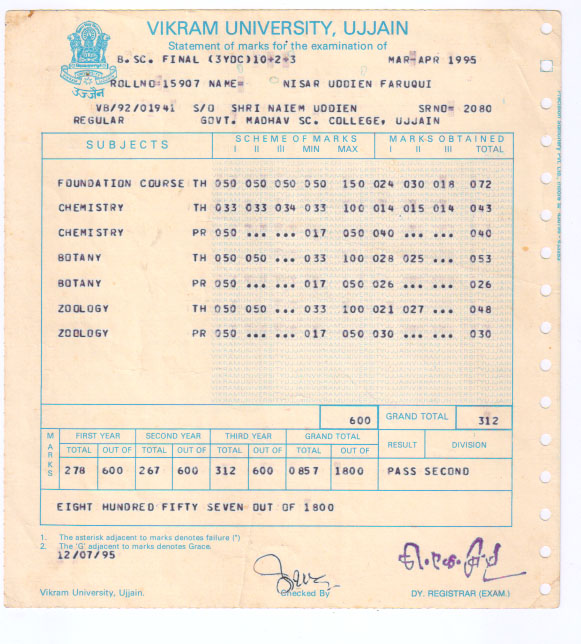 VIKRAM UNIVERSITY, UJJAIN
Statement of marks for the examination of
B.SC. FINAL (3YDC)10+2+3 MAR-APR 1995
ROLLNO 15907 NAME= NISAR UDDIEN FARUQUI
VB/92/01941 S/O SHRI NAIEM UDDIEN SRNO= 2080
REGULAR GOVT. MADHAV SC. COLLEGE, UJJAIN
उज्जैन
SUBJECTS SCHEME OF MARKS MARKS OBTAINED
I II III MIN MAX I II III TOTAL
FOUNDATION COURSE TH 050 050 050 050 150 024 030 018 072
CHEMISTRY TH 033 033 034 033 100 014 015 014 043
CHEMISTRY PR 050 ... ... 017 050 040 ... ... 040
BOTANY TH 050 050 ... 033 100 028 025 ... 053
BOTANY PR 050 ... ... 017 050 026 ... ... 026
ZOOLOGY TH 050 050 ... 033 100 021 027 ... 048
ZOOLOGY PR 050 ... ... 017 050 030 ... ... 030
600 GRAND TOTAL 312
MARKS FIRST YEAR SECOND YEAR THIRD YEAR GRAND TOTAL RESULT DIVISION
TOTAL OUT OF TOTAL OUT OF TOTAL OUT OF TOTAL OUT OF
278 600 267 600 312 600 0857 1800 PASS SECOND
EIGHT HUNDRED FIFTY SEVEN OUT OF 1800
1. The asterisk adjacent to marks denotes failure (*)
2. The 'G' adjacent to marks denotes Grace.
12/07/95
Vikram University, Ujjain. Checked By DY. REGISTRAR (EXAM.)